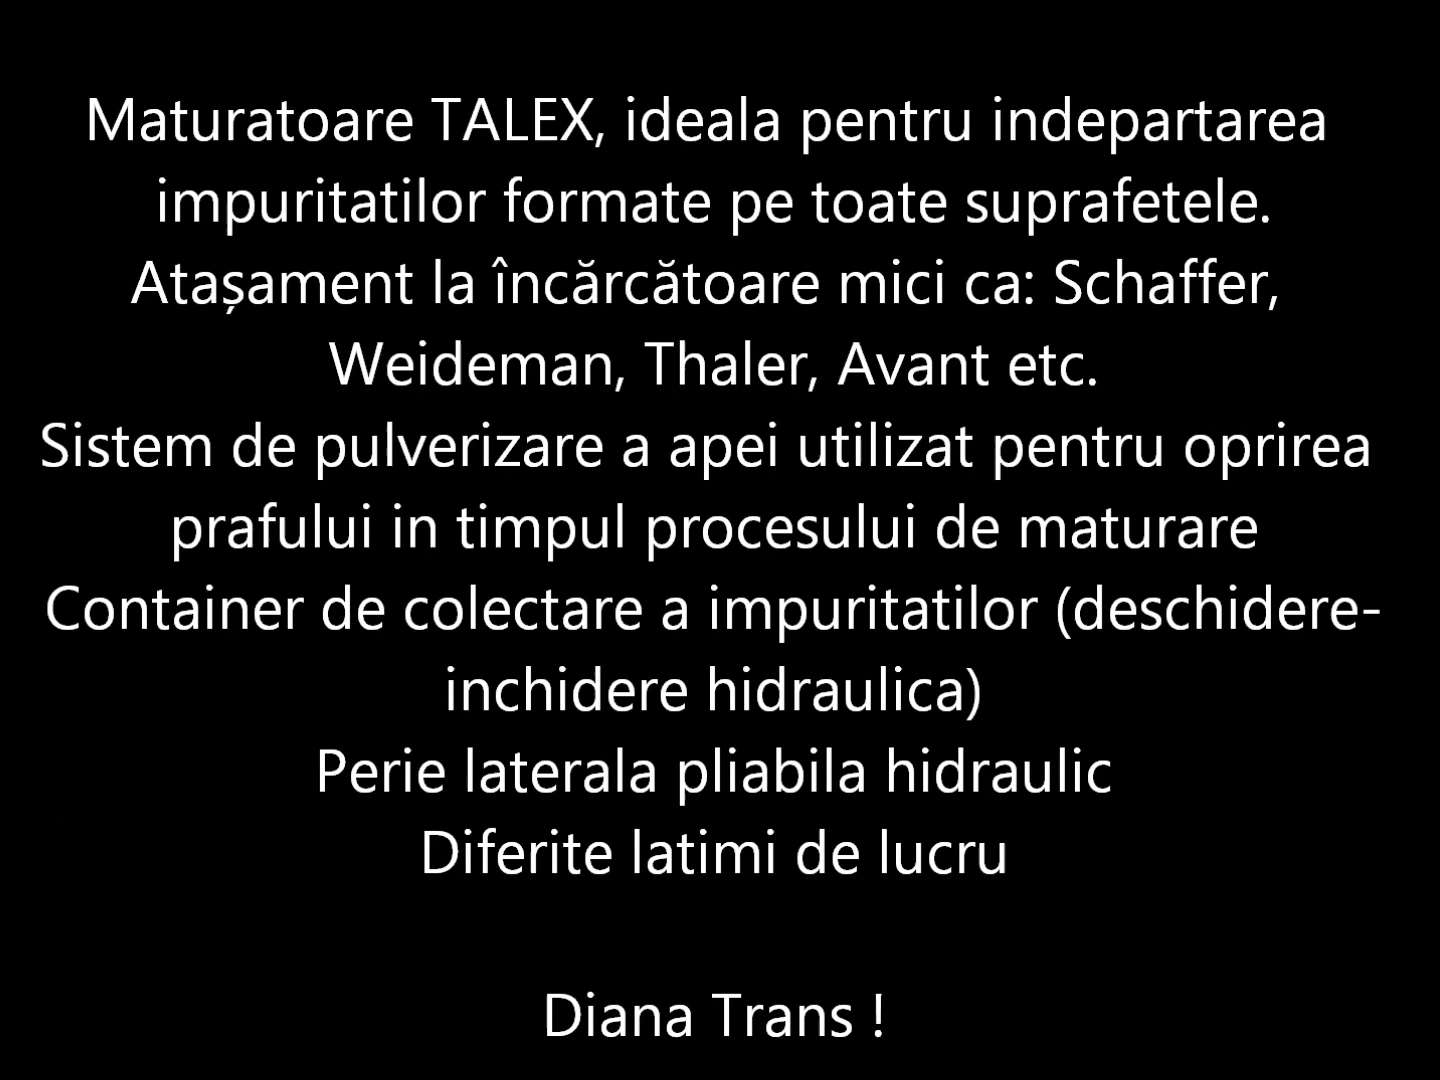 Maturatoare TALEX, ideala pentru indepartarea
impuritatilor formate pe toate suprafetele.
Atașament la încărcătoare mici ca: Schaffer,
Weideman, Thaler, Avant etc.
Sistem de pulverizare a apei utilizat pentru oprirea
prafului in timpul procesului de maturare
Container de colectare a impuritatilor (deschidere-
inchidere hidraulica)
Perie laterala pliabila hidraulic
Diferite latimi de lucru
Diana Trans !